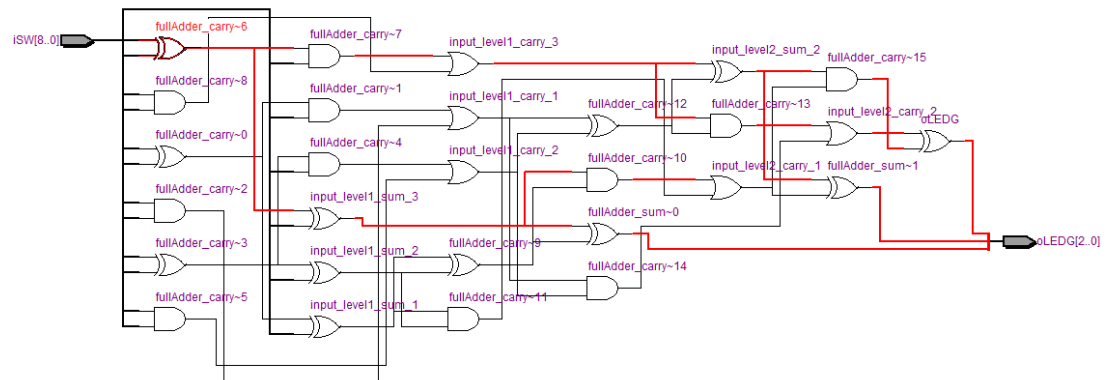 fullAdder_carry~6
iSW[8..0]
fullAdder_carry~7
input_level1_carry_3
input_level2_sum_2
fullAdder_carry~15
fullAdder_carry~8
fullAdder_carry~1
input_level1_carry_1
fullAdder_carry~12
fullAdder_carry~13
input_level2_carry_2
oLEDG
fullAdder_carry~0
fullAdder_carry~4
input_level1_carry_2
fullAdder_carry~10
input_level2_carry_1
fullAdder_sum~1
fullAdder_carry~2
input_level1_sum_3
fullAdder_sum~0
fullAdder_carry~3
input_level1_sum_2
fullAdder_carry~9
oLEDG[2..0]
fullAdder_carry~14
fullAdder_carry~5
input_level1_sum_1
fullAdder_carry~11